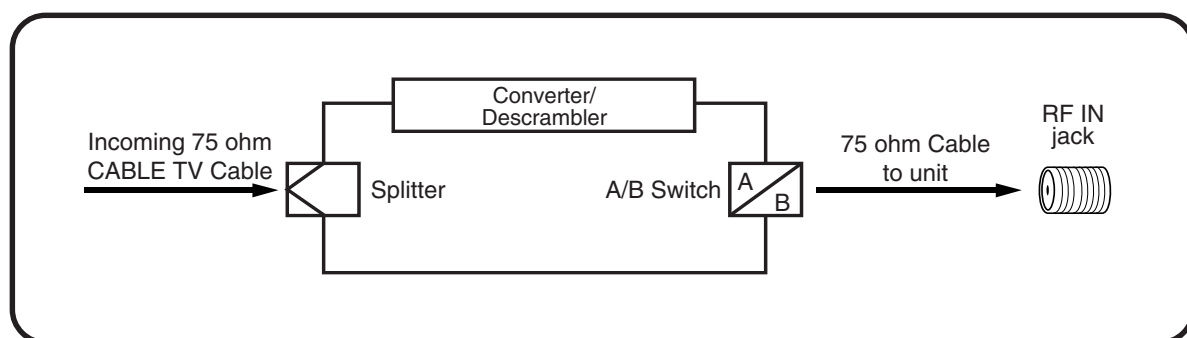 Converter/
Descrambler
Incoming 75 ohm
CABLE TV Cable
Splitter
A/B Switch
A
B
75 ohm Cable
to unit
RF IN
jack